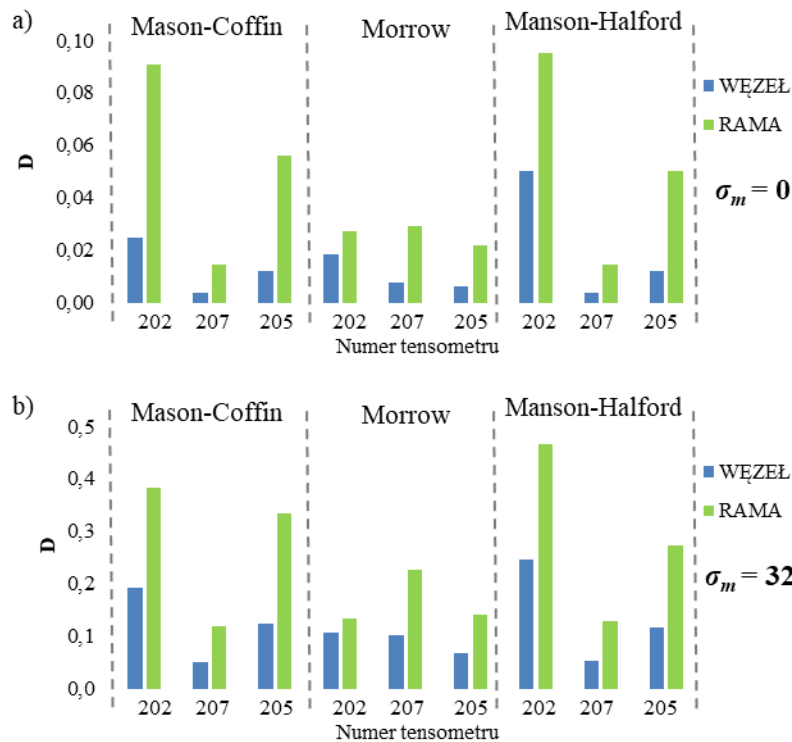 a)
Mason-Coffin
Morrow
Manson-Halford
0,10
0,08
0,06
0,04
0,02
0,00
D
202 207 205 202 207 205 202 207 205
Numer tensometru
WĘZEŁ
RAMA
σm = 0
b)
Mason-Coffin
Morrow
Manson-Halford
0,5
0,4
0,3
0,2
0,1
0,0
D
202 207 205 202 207 205 202 207 205
Numer tensometru
WĘZEŁ
RAMA
σm = 32